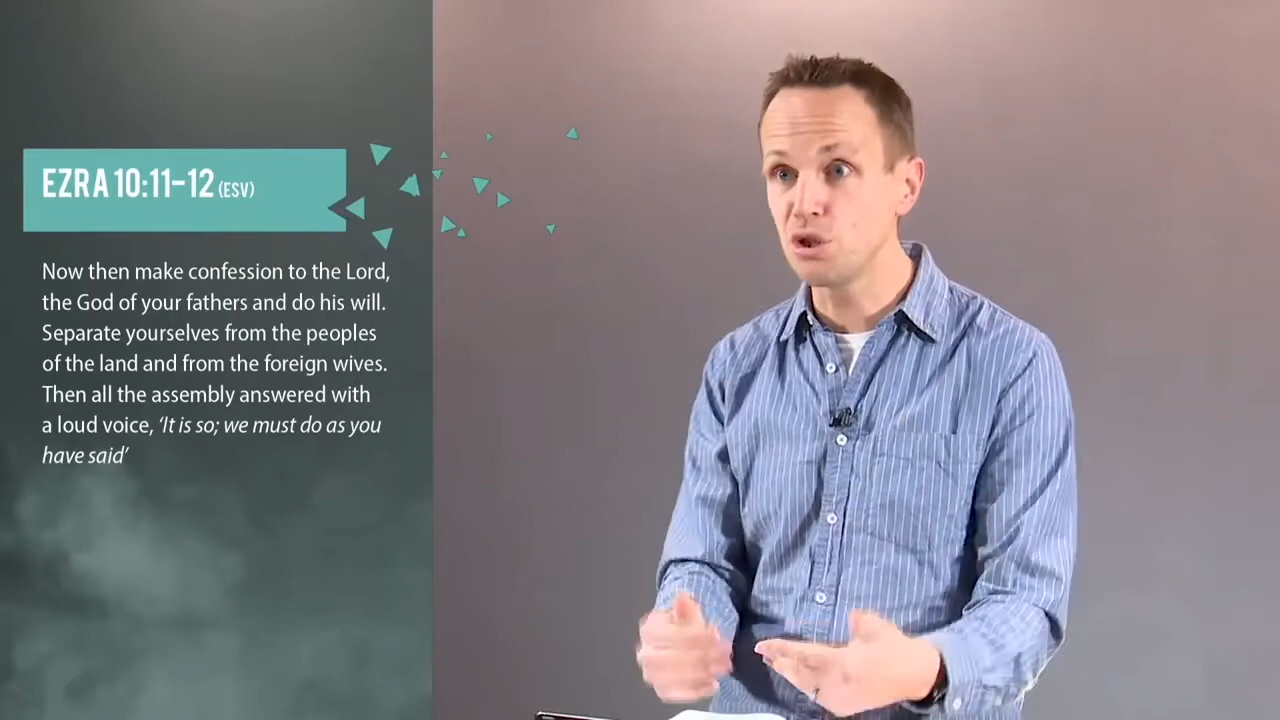 EZRA 10:11–12 (ESV)
Now then make confession to the Lord,
the God of your fathers and do his will.
Separate yourselves from the peoples
of the land and from the foreign wives.
Then all the assembly answered with
a loud voice, ‘It is so; we must do as you
have said’